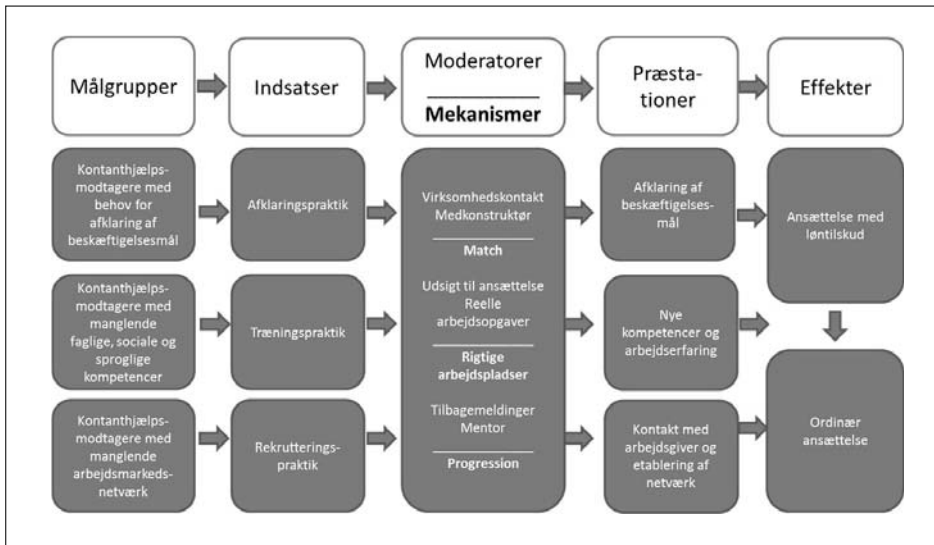 Målgrupper
Indsatser
Moderatorer
Mekanismer
Præsta-
tioner
Effekter
Kontanthjælps-
modtagere med
behov for
afklaring af
beskæftigelsesmål
Afklaringspraktik
Virksomhedskontakt
Medkonstruktør
Match
Afklaring af
beskæftigelses-
mål
Ansættelse med
løntilskud
Kontanthjælps-
modtagere med
manglende
faglige, sociale og
sproglige
kompetencer
Træningspraktik
Udsigt til ansættelse
Reelle
arbejdsopgaver
Rigtige
arbejdspladser
Nye
kompetencer og
arbejdserfaring
Kontanthjælps-
modtagere med
manglende
arbejdsmarkeds-
netværk
Rekrutterings-
praktik
Tilbagemeldinger
Mentor
Progression
Kontakt med
arbejdsgiver og
etablering af
netværk
Ordinær
ansættelse